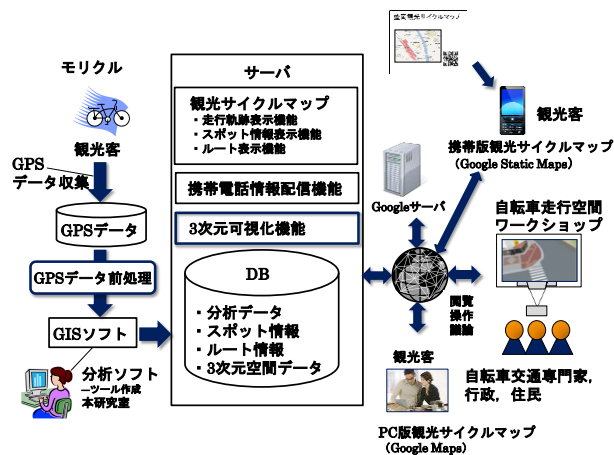 モリクル
観光客
GPS
データ収集
GPSデータ
GPSデータ前処理
GISソフト
分析ソフト
ーツール作成
本研究室
サーバ
観光サイクルマップ
・走行軌跡表示機能
・スポット情報表示機能
・ルート表示機能
携帯電話情報配信機能
3次元可視化機能
DB
・分析データ
・スポット情報
・ルート情報
・3次元空間データ
観光サイクルマップ
観光客
携帯版観光サイクルマップ
（Google Static Maps）
Googleサーバ
自転車走行空間
ワークショップ
閲覧
操作
議論
自転車交通専門家，
行政，住民
観光客
PC版観光サイクルマップ
（Google Maps）